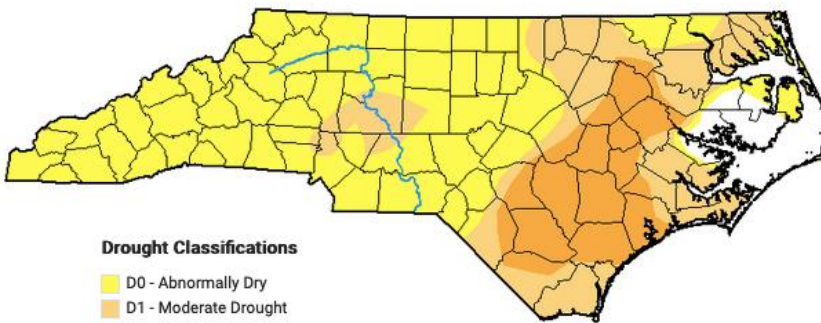 Drought Classifications
D0 - Abnormally Dry
D1 - Moderate Drought